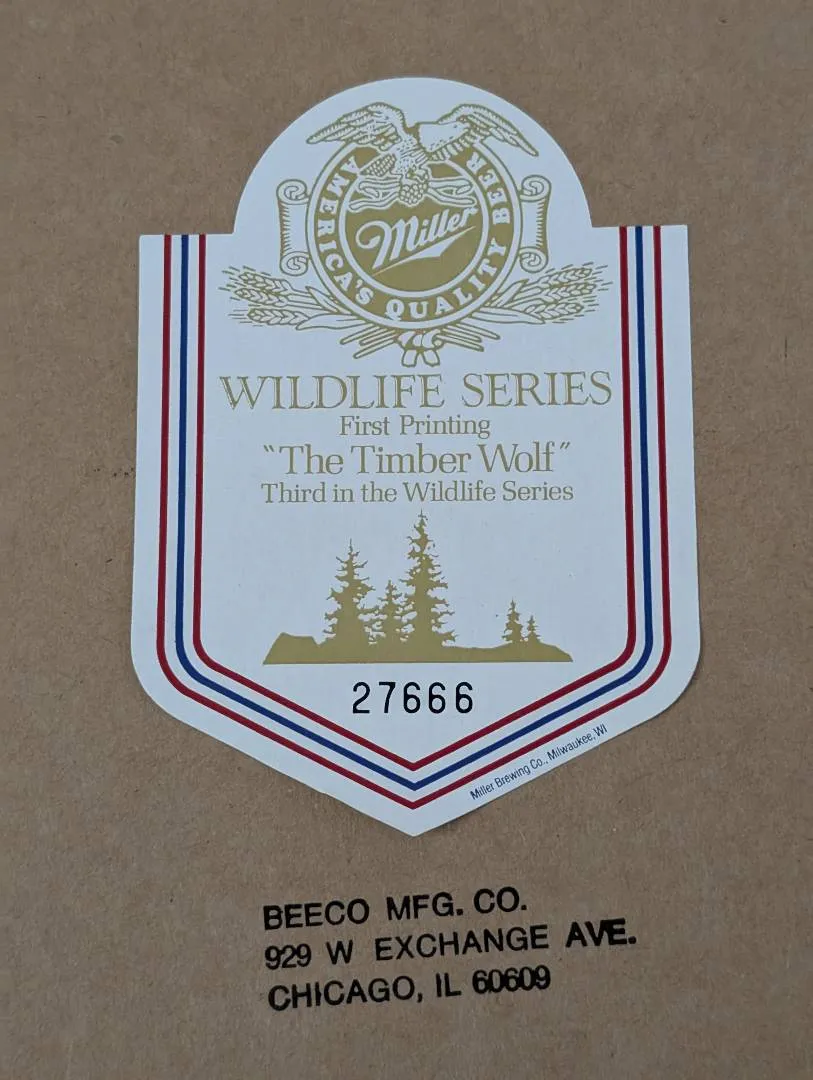 AMERICA'S QUALITY BEER
Miller
WILDLIFE SERIES
First Printing
"The Timber Wolf"
Third in the Wildlife Series
27666
Miller Brewing Co., Milwaukee, WI
BEECO MFG. CO.
929 W EXCHANGE AVE.
CHICAGO, IL 60609